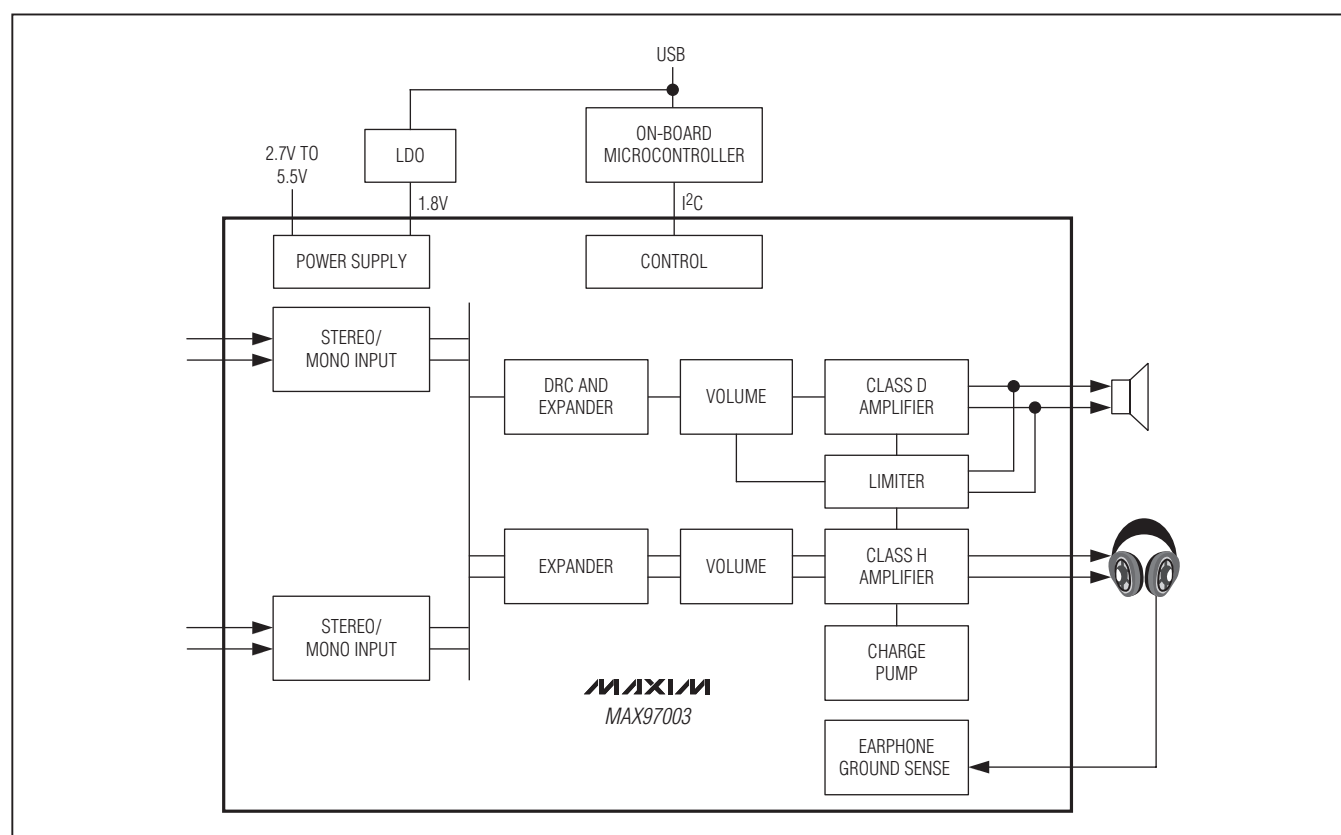 USB
ON-BOARD
MICROCONTROLLER
LDO
2.7V TO
5.5V
1.8V
I²C
POWER SUPPLY
CONTROL
STEREO/
MONO INPUT
DRC AND
EXPANDER
VOLUME
CLASS D
AMPLIFIER
LIMITER
EXPANDER
VOLUME
CLASS H
AMPLIFIER
STEREO/
MONO INPUT
CHARGE
PUMP
MAXIM
MAX97003
EARPHONE
GROUND SENSE